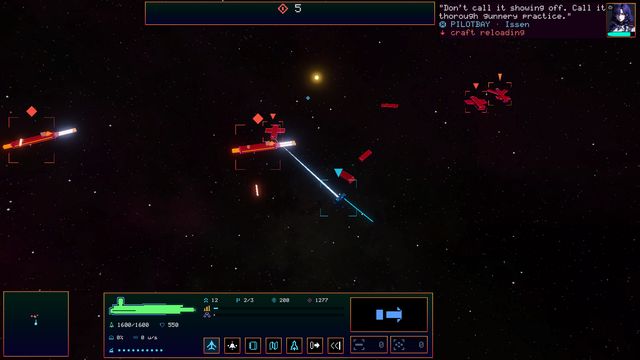 5
"Don't call it showing off. Call it
thorough gunnery practice."
PILOTBAY · Issen
craft reloading
12
2/3
200
1277
1600/1600
550
0%
0 u/s
0
0